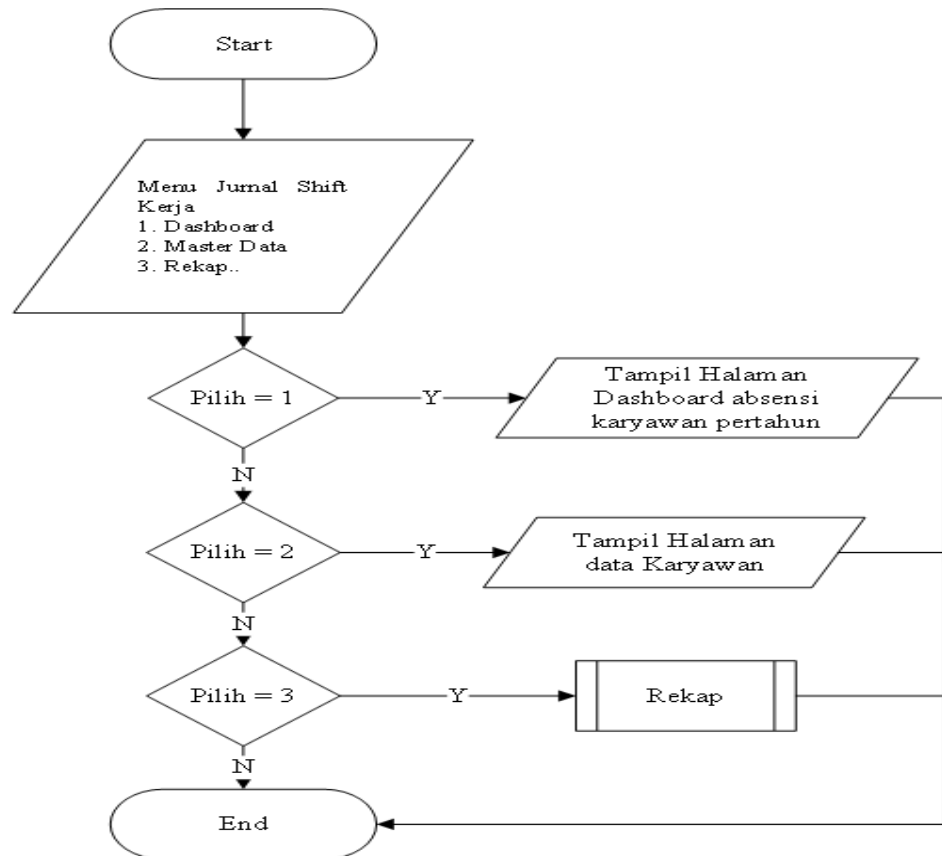 Start
Menu Jurnal Shift
Kerja
1. Dashboard
2. Master Data
3. Rekap..
Pilih = 1
Y
Tampil Halaman
Dashboard absensi
karyawan pertahun
N
Pilih = 2
Y
Tampil Halaman
data Karyawan
N
Pilih = 3
Y
Rekap
N
End